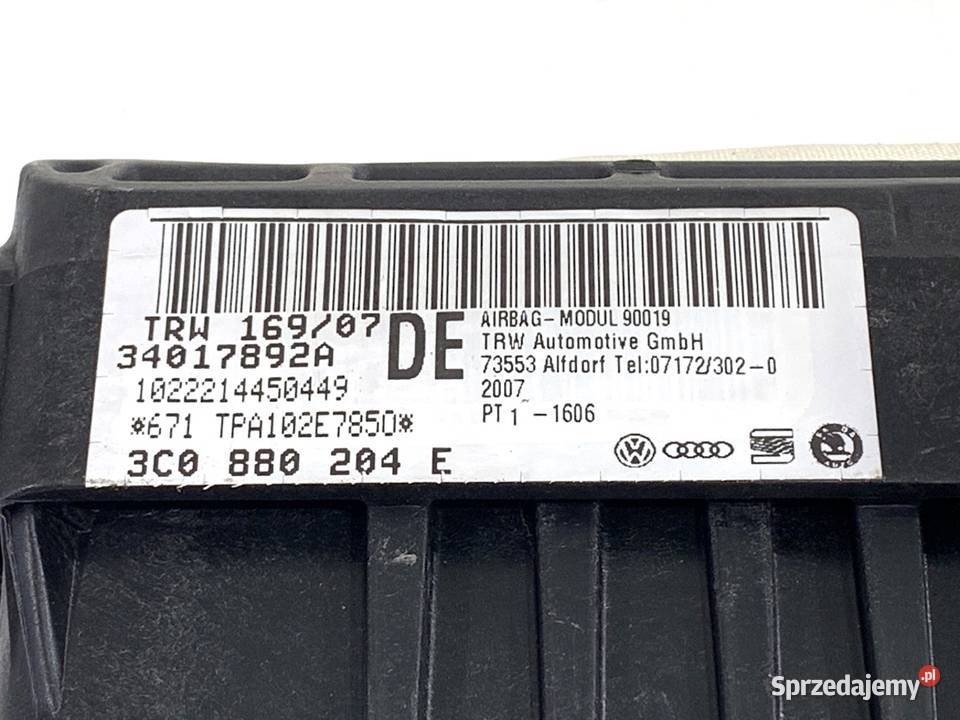 TRW 169/07
34017892A
DE
1022214450449
*671 TPA102E785O*
3C0 880 204 E
AIRBAG-MODUL 90019
TRW Automotive GmbH
73553 Alfdorf Tel:07172/302-0
2007
PT 1 -1606
Sprzedajemy.pl